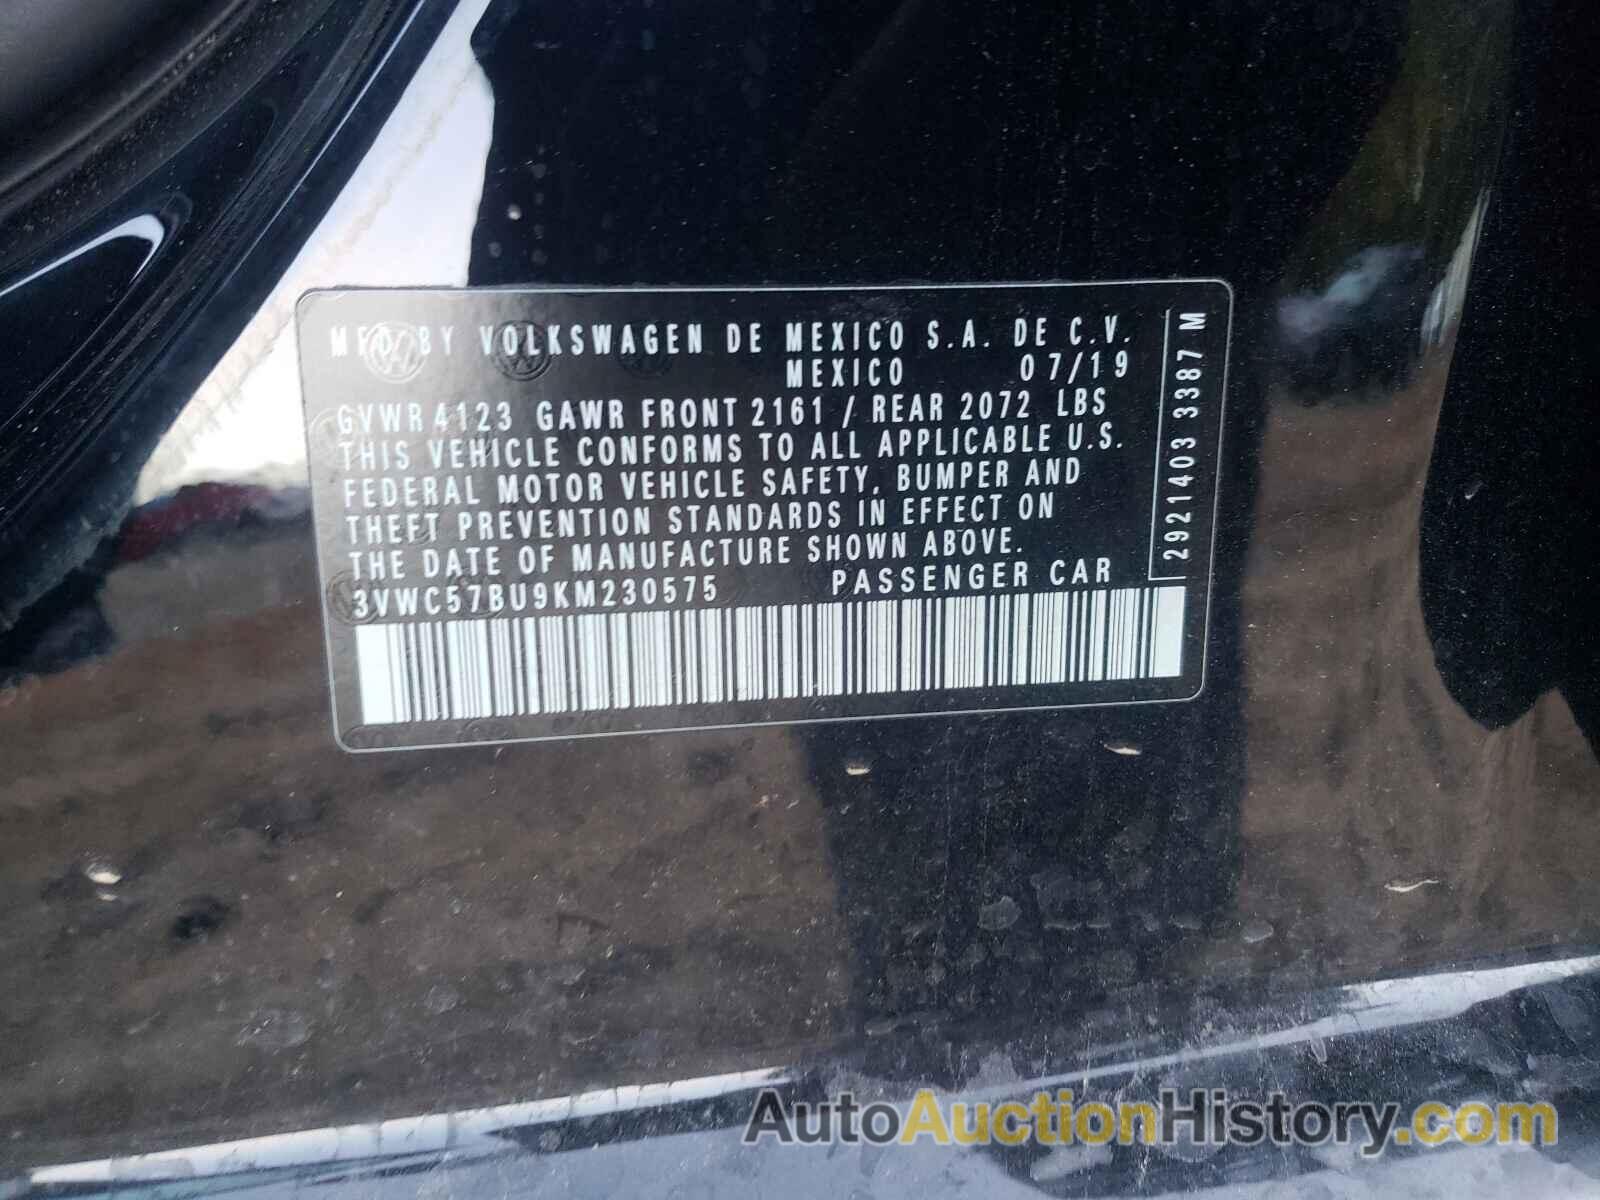 MFD BY VOLKSWAGEN DE MEXICO S.A. DE C.V.
MEXICO 07/19
GVWR 4123 GAWR FRONT 2161 / REAR 2072 LBS
THIS VEHICLE CONFORMS TO ALL APPLICABLE U.S.
FEDERAL MOTOR VEHICLE SAFETY, BUMPER AND
THEFT PREVENTION STANDARDS IN EFFECT ON
THE DATE OF MANUFACTURE SHOWN ABOVE.
3VWC57BU9KM230575 PASSENGER CAR
2921403 3387 M
AutoAuctionHistory.com